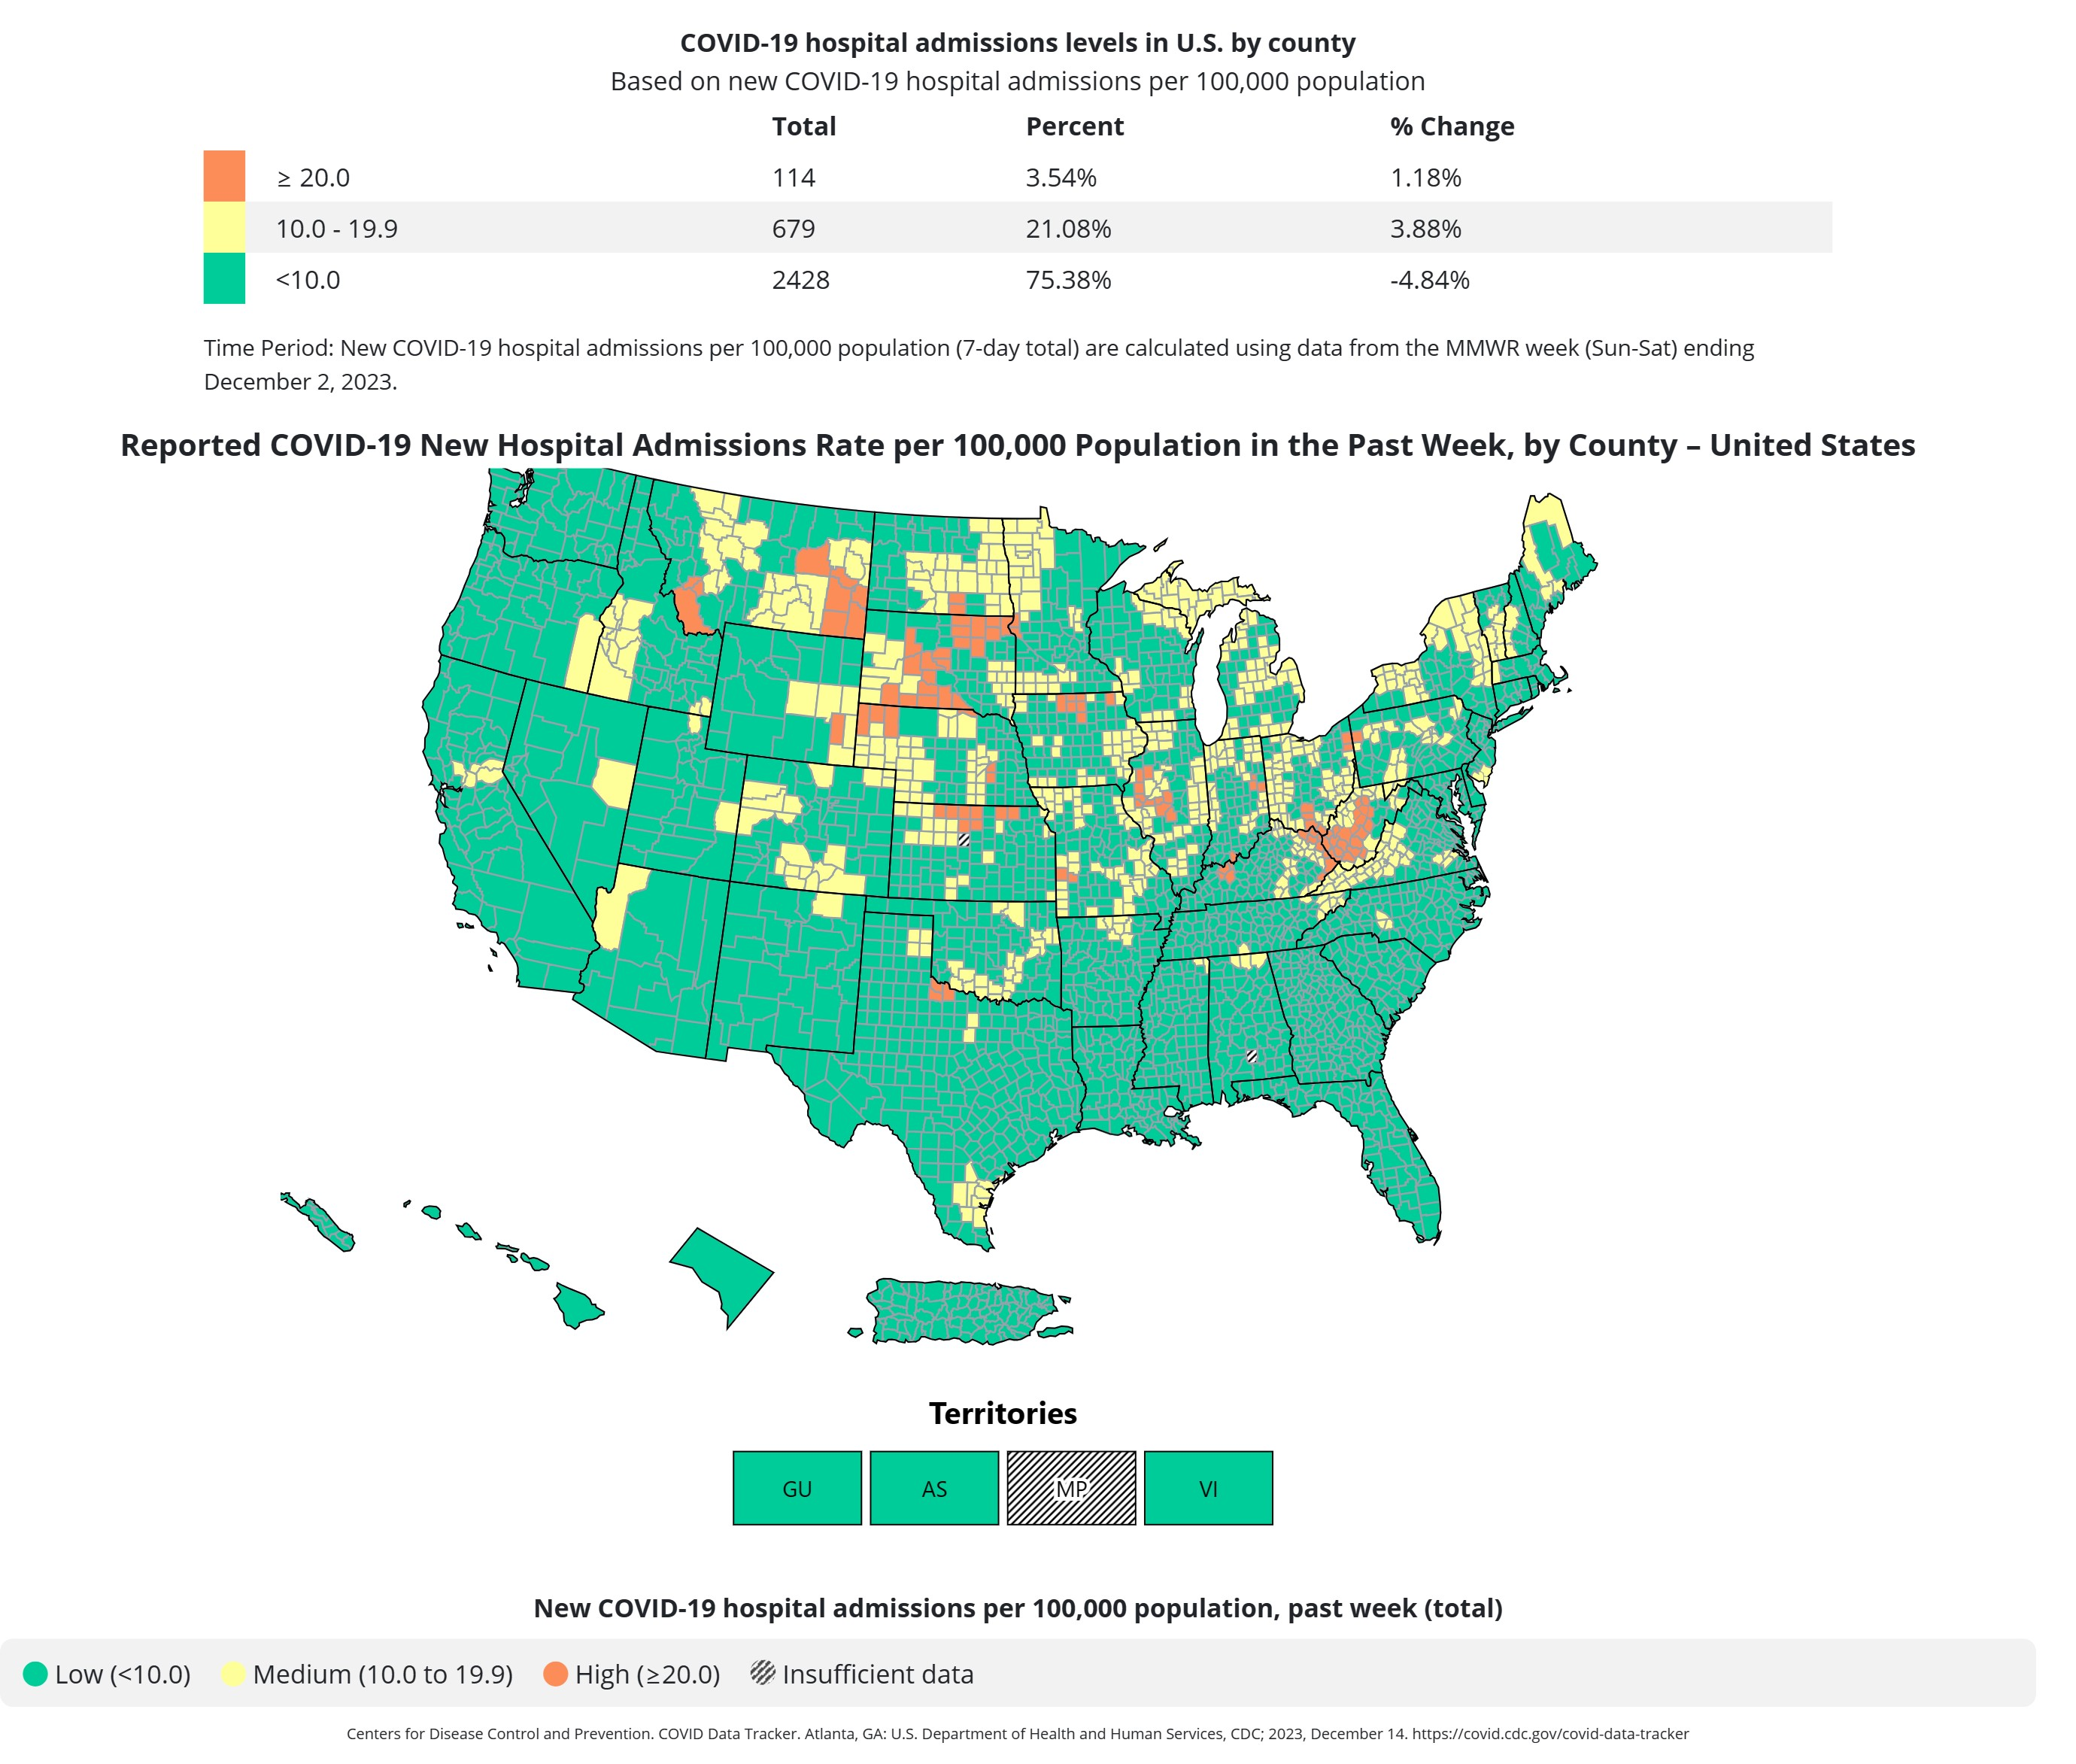 COVID-19 hospital admissions levels in U.S. by county
Based on new COVID-19 hospital admissions per 100,000 population
Total Percent % Change
≥ 20.0 114 3.54% 1.18%
10.0 - 19.9 679 21.08% 3.88%
<10.0 2428 75.38% -4.84%
Time Period: New COVID-19 hospital admissions per 100,000 population (7-day total) are calculated using data from the MMWR week (Sun-Sat) ending
December 2, 2023.
Reported COVID-19 New Hospital Admissions Rate per 100,000 Population in the Past Week, by County – United States
Territories
GU AS MP VI
New COVID-19 hospital admissions per 100,000 population, past week (total)
Low (<10.0) Medium (10.0 to 19.9) High (≥20.0) Insufficient data
Centers for Disease Control and Prevention. COVID Data Tracker. Atlanta, GA: U.S. Department of Health and Human Services, CDC; 2023, December 14. https://covid.cdc.gov/covid-data-tracker